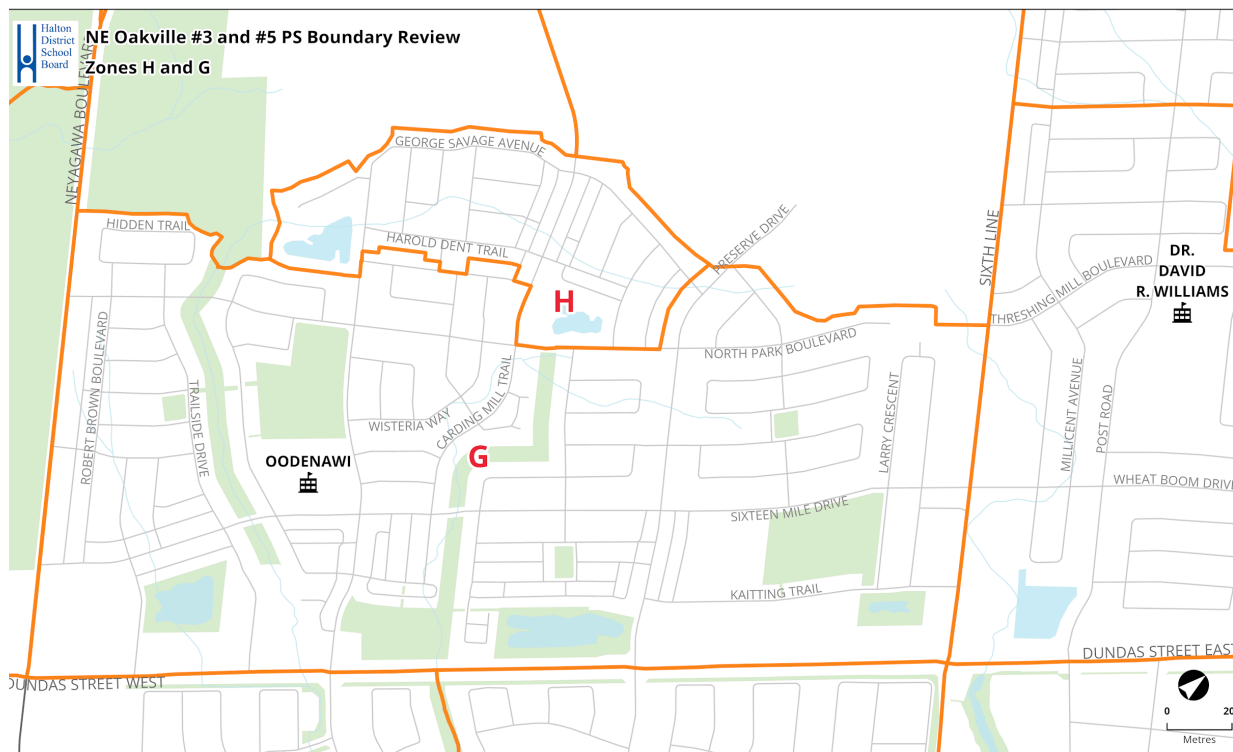 Halton
District
School
Board
NE Oakville #3 and #5 PS Boundary Review
Zones H and G
NEYAGAWA BOULEVARD
GEORGE SAVAGE AVENUE
HIDDEN TRAIL
HAROLD DENT TRAIL
PRESERVE DRIVE
SIXTH LINE
DR.
DAVID
R. WILLIAMS
THRESHING MILL BOULEVARD
H
NORTH PARK BOULEVARD
ROBERT BROWN BOULEVARD
TRAILSIDE DRIVE
WISTERIA WAY
CARDING MILL TRAIL
LARRY CRESCENT
MILLICENT AVENUE
POST ROAD
OODENAWI
G
WHEAT BOOM DRIVE
SIXTEEN MILE DRIVE
KAITTING TRAIL
DUNDAS STREET EAST
DUNDAS STREET WEST
0 20
Metres